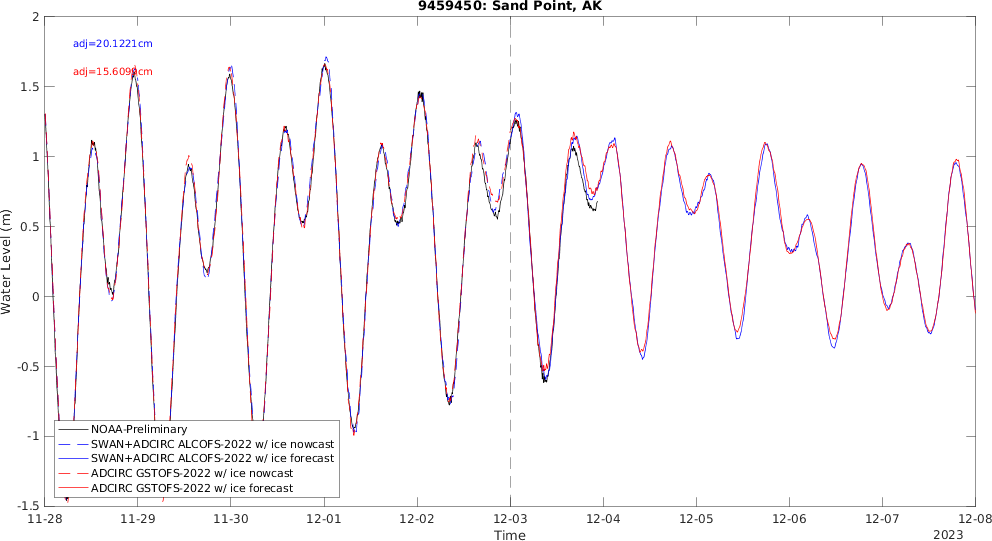 9459450: Sand Point, AK
adj=20.1221cm
adj=15.6099cm
Water Level (m)
2
1.5
1
0.5
0
-0.5
-1
-1.5
NOAA-Preliminary
SWAN+ADCIRC ALCOFS-2022 w/ ice nowcast
SWAN+ADCIRC ALCOFS-2022 w/ ice forecast
ADCIRC GSTOFS-2022 w/ ice nowcast
ADCIRC GSTOFS-2022 w/ ice forecast
11-28 11-29 11-30 12-01 12-02 12-03 12-04 12-05 12-06 12-07 12-08
Time
2023